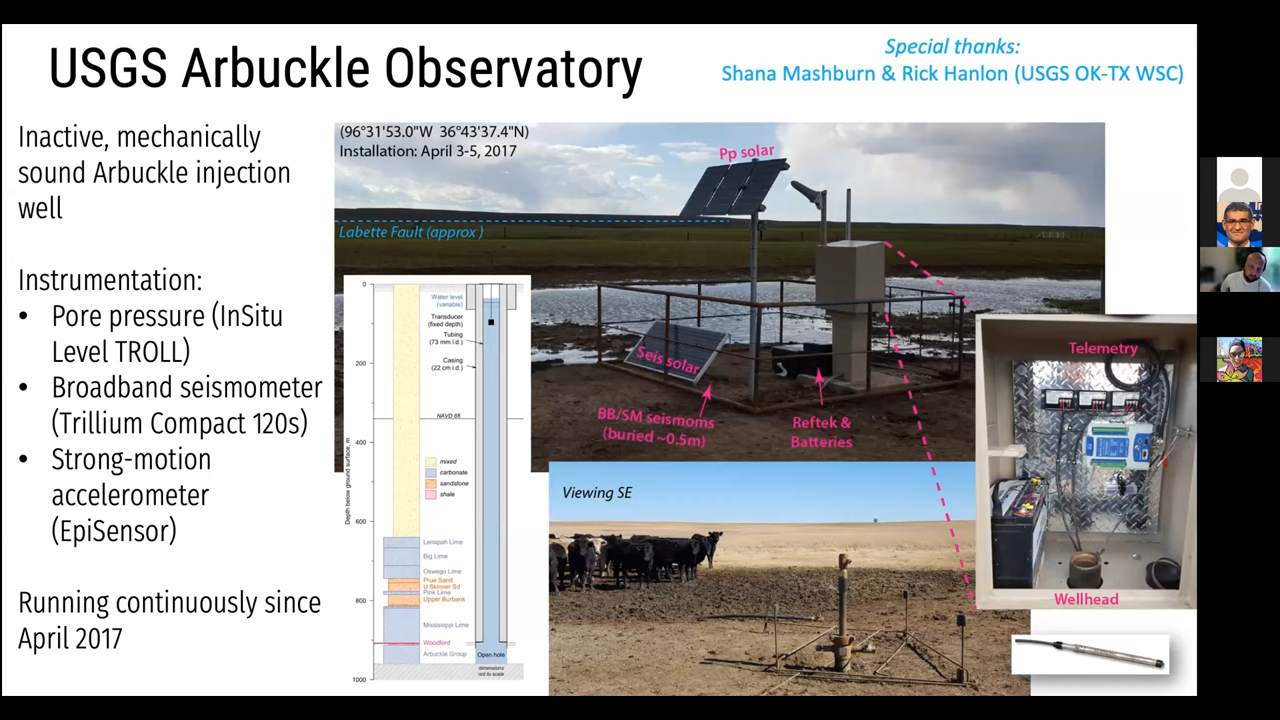 USGS Arbuckle Observatory
Special thanks:
Shana Mashburn & Rick Hanlon (USGS OK-TX WSC)
Inactive, mechanically
sound Arbuckle injection
well
Instrumentation:
• Pore pressure (InSitu
Level TROLL)
• Broadband seismometer
(Trillium Compact 120s)
• Strong-motion
accelerometer
(EpiSensor)
Running continuously since
April 2017
(96°31'53.0"W 36°43'37.4"N)
Installation: April 3-5, 2017
Pp solar
Labette Fault (approx )
Seis solar
BB/SM seismoms
(buried ~0.5m)
Reftek &
Batteries
Telemetry
Wellhead
Viewing SE
Depth below ground surface, m
0
200
400
600
800
1000
Water level
(variable)
Transducer
(fixed depth)
Tubing
(73 mm i.d.)
Casing
(22 cm i.d.)
NAVD 88
mixed
carbonate
sandstone
shale
Lenapah Lime
Big Lime
Oswego Lime
Prue Sand
U Skinner Sd
Pink Lime
Upper Burbank
Mississippi Lime
Woodford
Arbuckle Group
Open hole
dimensions
not to scale